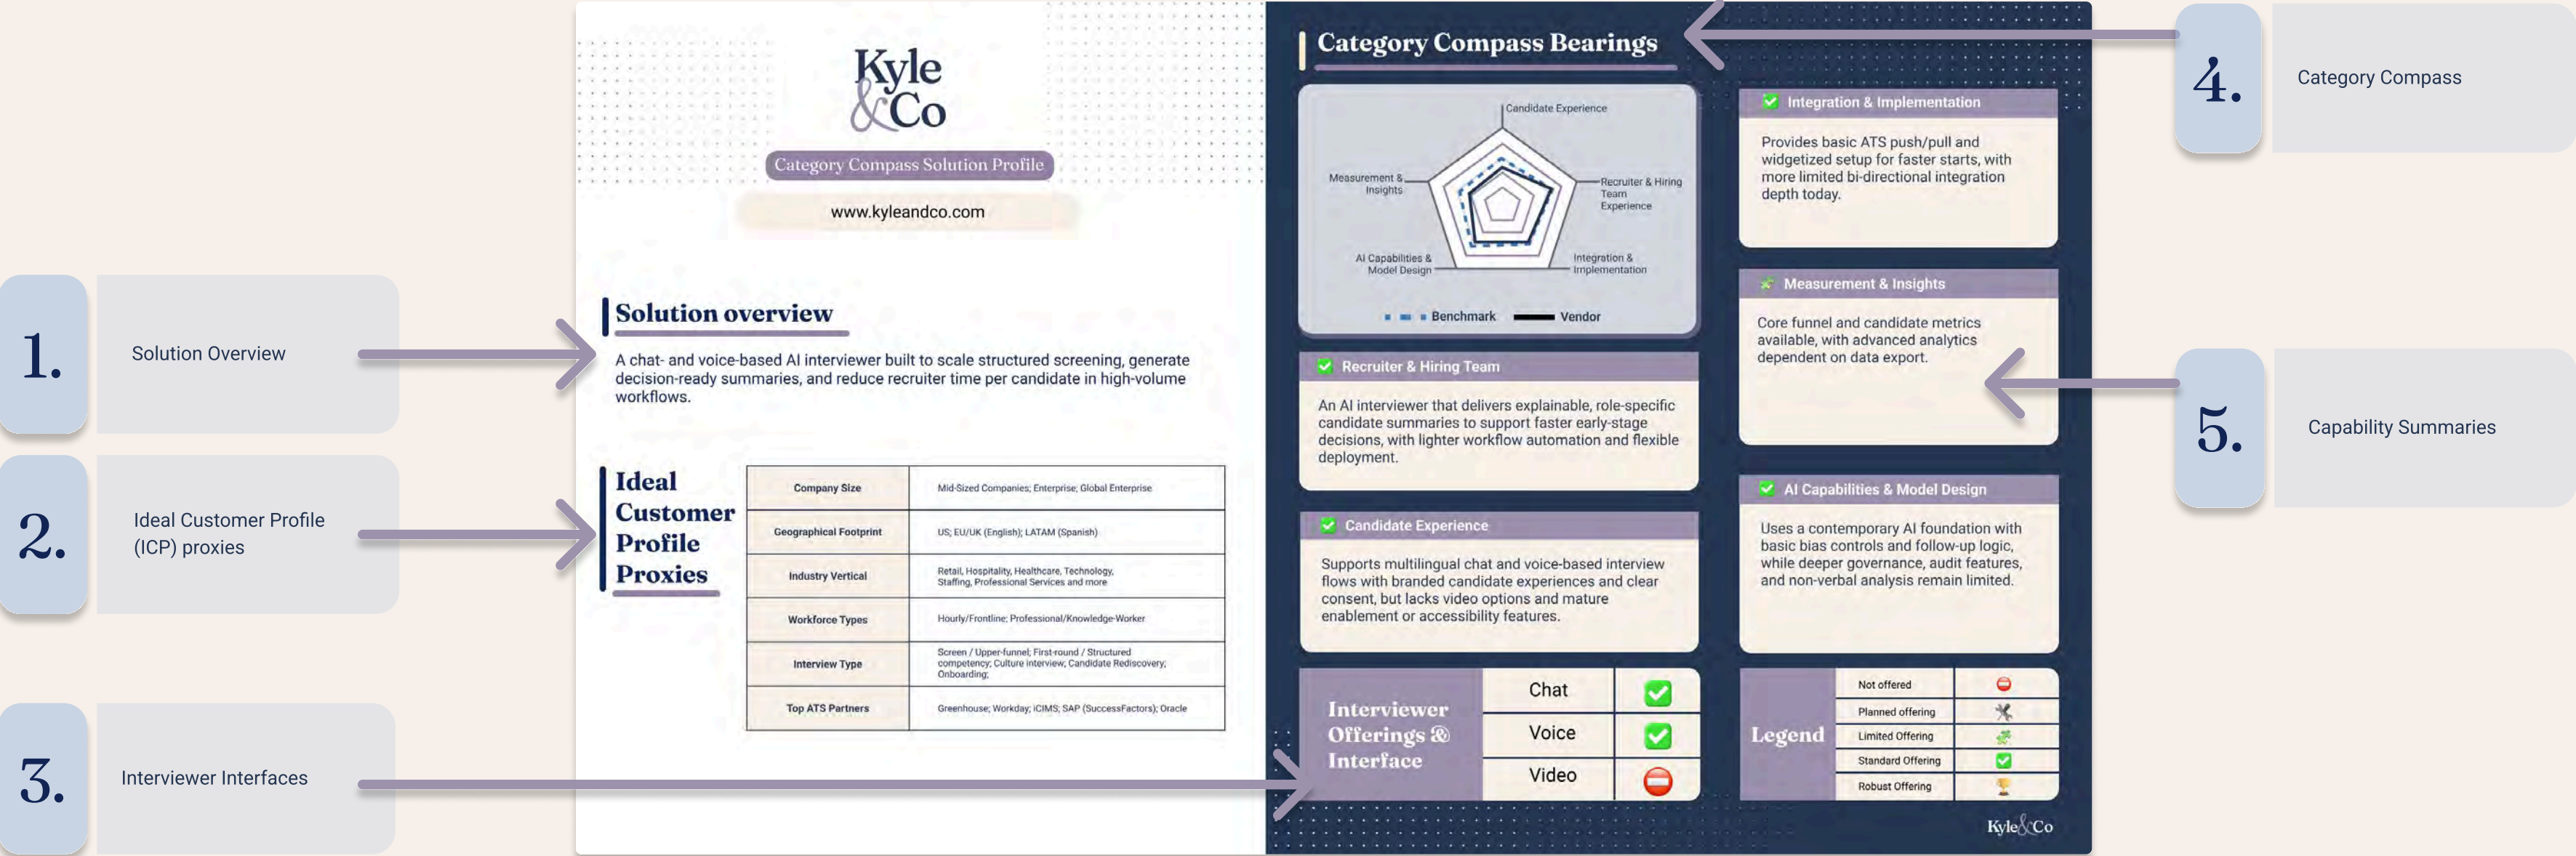 1.
Solution Overview
2.
Ideal Customer Profile
(ICP) proxies
3.
Interviewer Interfaces
Kyle
&Co
Category Compass Solution Profile
www.kyleandco.com
Solution overview
A chat- and voice-based AI interviewer built to scale structured screening, generate
decision-ready summaries, and reduce recruiter time per candidate in high-volume
workflows.
Ideal
Customer
Profile
Proxies
Company Size
Mid-Sized Companies; Enterprise; Global Enterprise
Geographical Footprint
US; EU/UK (English); LATAM (Spanish)
Industry Vertical
Retail, Hospitality, Healthcare, Technology,
Staffing, Professional Services and more
Workforce Types
Hourly/Frontline; Professional/Knowledge-Worker
Interview Type
Screen / Upper-funnel; First-round / Structured
competency; Culture interview; Candidate Rediscovery;
Onboarding;
Top ATS Partners
Greenhouse; Workday; iCIMS; SAP (SuccessFactors); Oracle
Category Compass Bearings
Candidate Experience
Measurement &
Insights
Recruiter & Hiring
Team
Experience
AI Capabilities &
Model Design
Integration &
Implementation
Benchmark
Vendor
Recruiter & Hiring Team
An AI interviewer that delivers explainable, role-specific
candidate summaries to support faster early-stage
decisions, with lighter workflow automation and flexible
deployment.
Candidate Experience
Supports multilingual chat and voice-based interview
flows with branded candidate experiences and clear
consent, but lacks video options and mature
enablement or accessibility features.
Interviewer
Offerings &
Interface
Chat
Voice
Video
Integration & Implementation
Provides basic ATS push/pull and
widgetized setup for faster starts, with
more limited bi-directional integration
depth today.
Measurement & Insights
Core funnel and candidate metrics
available, with advanced analytics
dependent on data export.
AI Capabilities & Model Design
Uses a contemporary AI foundation with
basic bias controls and follow-up logic,
while deeper governance, audit features,
and non-verbal analysis remain limited.
Legend
Not offered
Planned offering
Limited Offering
Standard Offering
Robust Offering
Kyle&Co
4.
Category Compass
5.
Capability Summaries